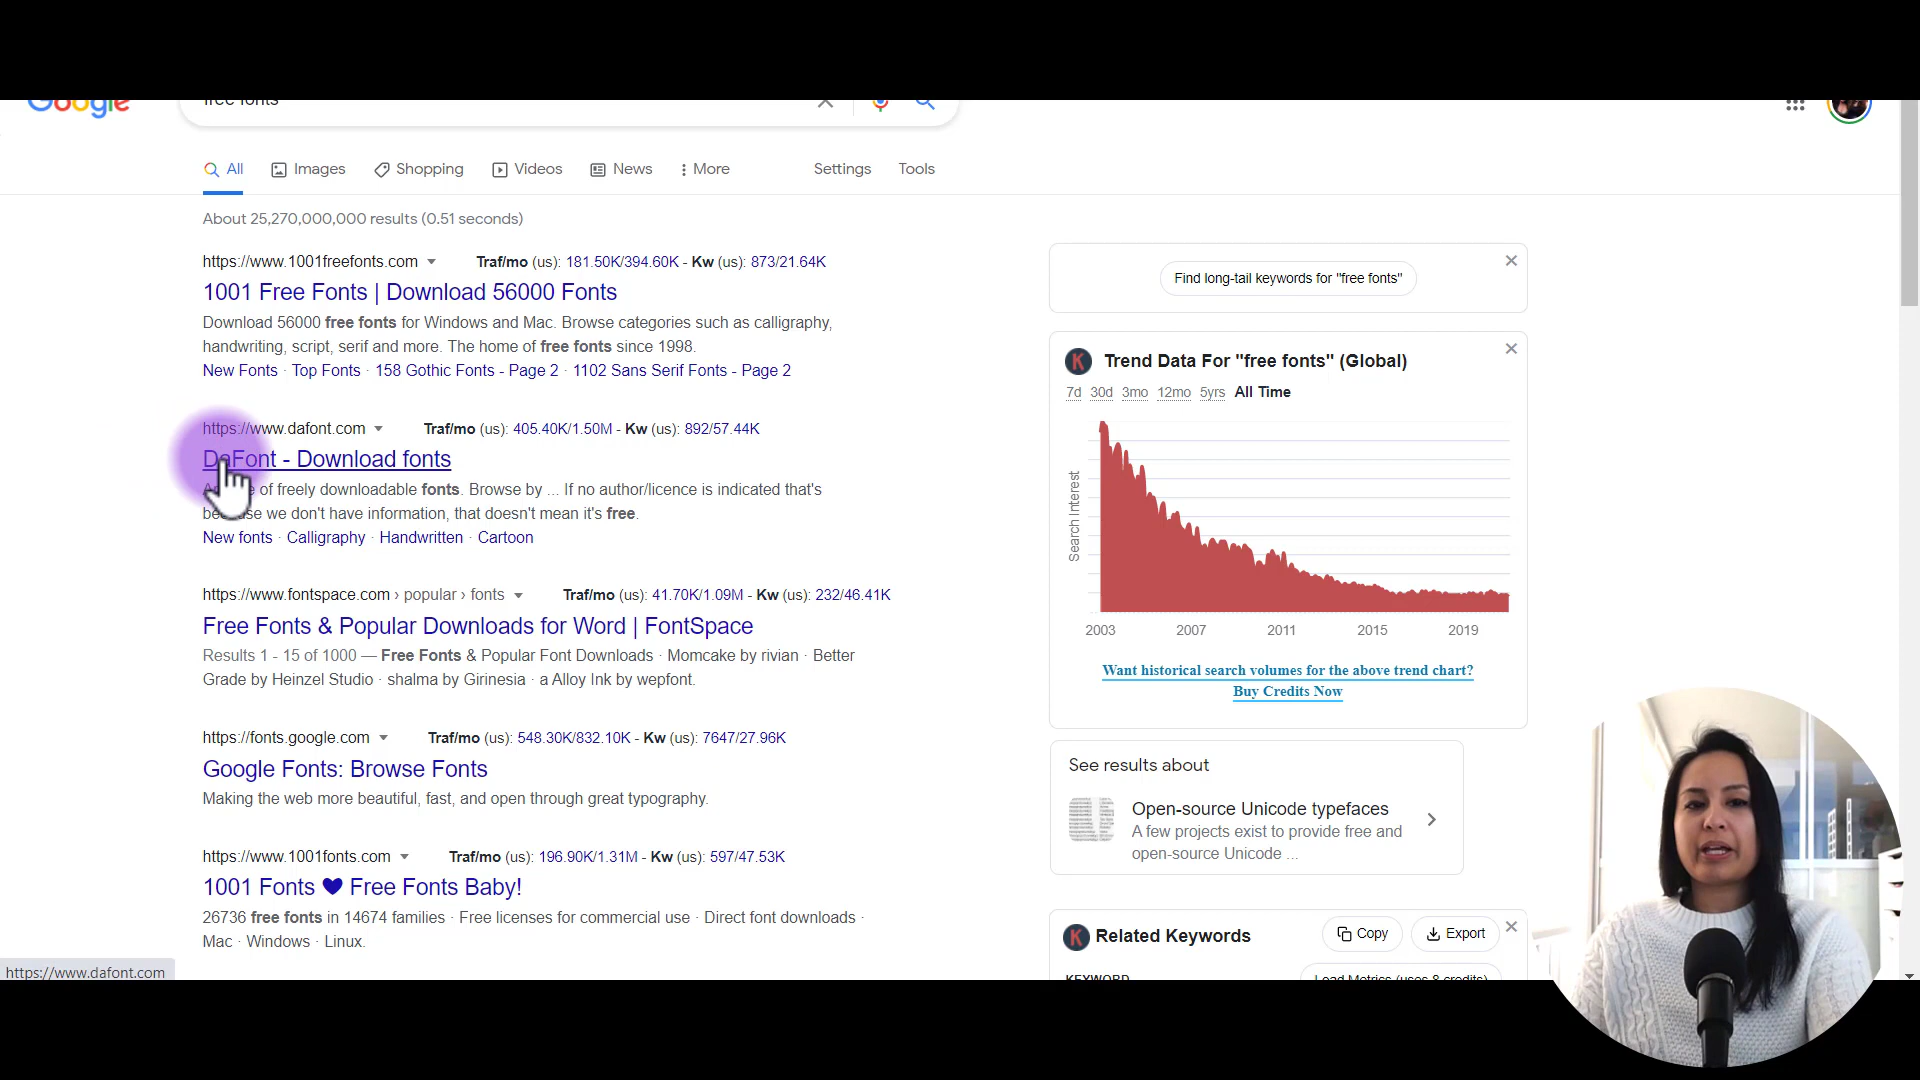 Google
free fonts
All
Images
Shopping
Videos
News
More
Settings
Tools
About 25,270,000,000 results (0.51 seconds)
https://www.1001freefonts.com Traf/mo (us): 181.50K/394.60K - Kw (us): 873/21.64K
1001 Free Fonts | Download 56000 Fonts
Download 56000 free fonts for Windows and Mac. Browse categories such as calligraphy,
handwriting, script, serif and more. The home of free fonts since 1998.
New Fonts · Top Fonts · 158 Gothic Fonts - Page 2 · 1102 Sans Serif Fonts - Page 2
https://www.dafont.com Traf/mo (us): 405.40K/1.50M - Kw (us): 892/57.44K
DaFont - Download fonts
of freely downloadable fonts. Browse by ... If no author/licence is indicated that's
because we don't have information, that doesn't mean it's free.
New fonts · Calligraphy · Handwritten · Cartoon
https://www.fontspace.com › popular › fonts Traf/mo (us): 41.70K/1.09M - Kw (us): 232/46.41K
Free Fonts & Popular Downloads for Word | FontSpace
Results 1 - 15 of 1000 — Free Fonts & Popular Font Downloads · Momcake by rivian · Better
Grade by Heinzel Studio · shalma by Girinesia · a Alloy Ink by wepfont.
https://fonts.google.com Traf/mo (us): 548.30K/832.10K - Kw (us): 7647/27.96K
Google Fonts: Browse Fonts
Making the web more beautiful, fast, and open through great typography.
https://www.1001fonts.com Traf/mo (us): 196.90K/1.31M - Kw (us): 597/47.53K
1001 Fonts ♥ Free Fonts Baby!
26736 free fonts in 14674 families · Free licenses for commercial use · Direct font downloads ·
Mac · Windows · Linux.
https://www.dafont.com
Find long-tail keywords for "free fonts"
K Trend Data For "free fonts" (Global)
7d 30d 3mo 12mo 5yrs All Time
Search Interest
2003 2007 2011 2015 2019
Want historical search volumes for the above trend chart?
Buy Credits Now
See results about
Open-source Unicode typefaces
A few projects exist to provide free and
open-source Unicode ...
K Related Keywords
Copy
Export
KEYWORD
Load Metrics (uses 8 credits)